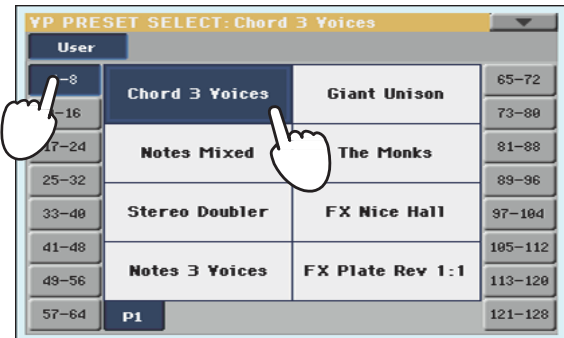 VP PRESET SELECT: Chord 3 Voices
User
-8
65-72
Chord 3 Voices
Giant Unison
-16
73-80
17-24
Notes Mixed
The Monks
81-88
25-32
89-96
33-40
Stereo Doubler
FX Nice Hall
97-104
41-48
105-112
49-56
Notes 3 Voices
FX Plate Rev 1:1
113-120
57-64
P1
121-128